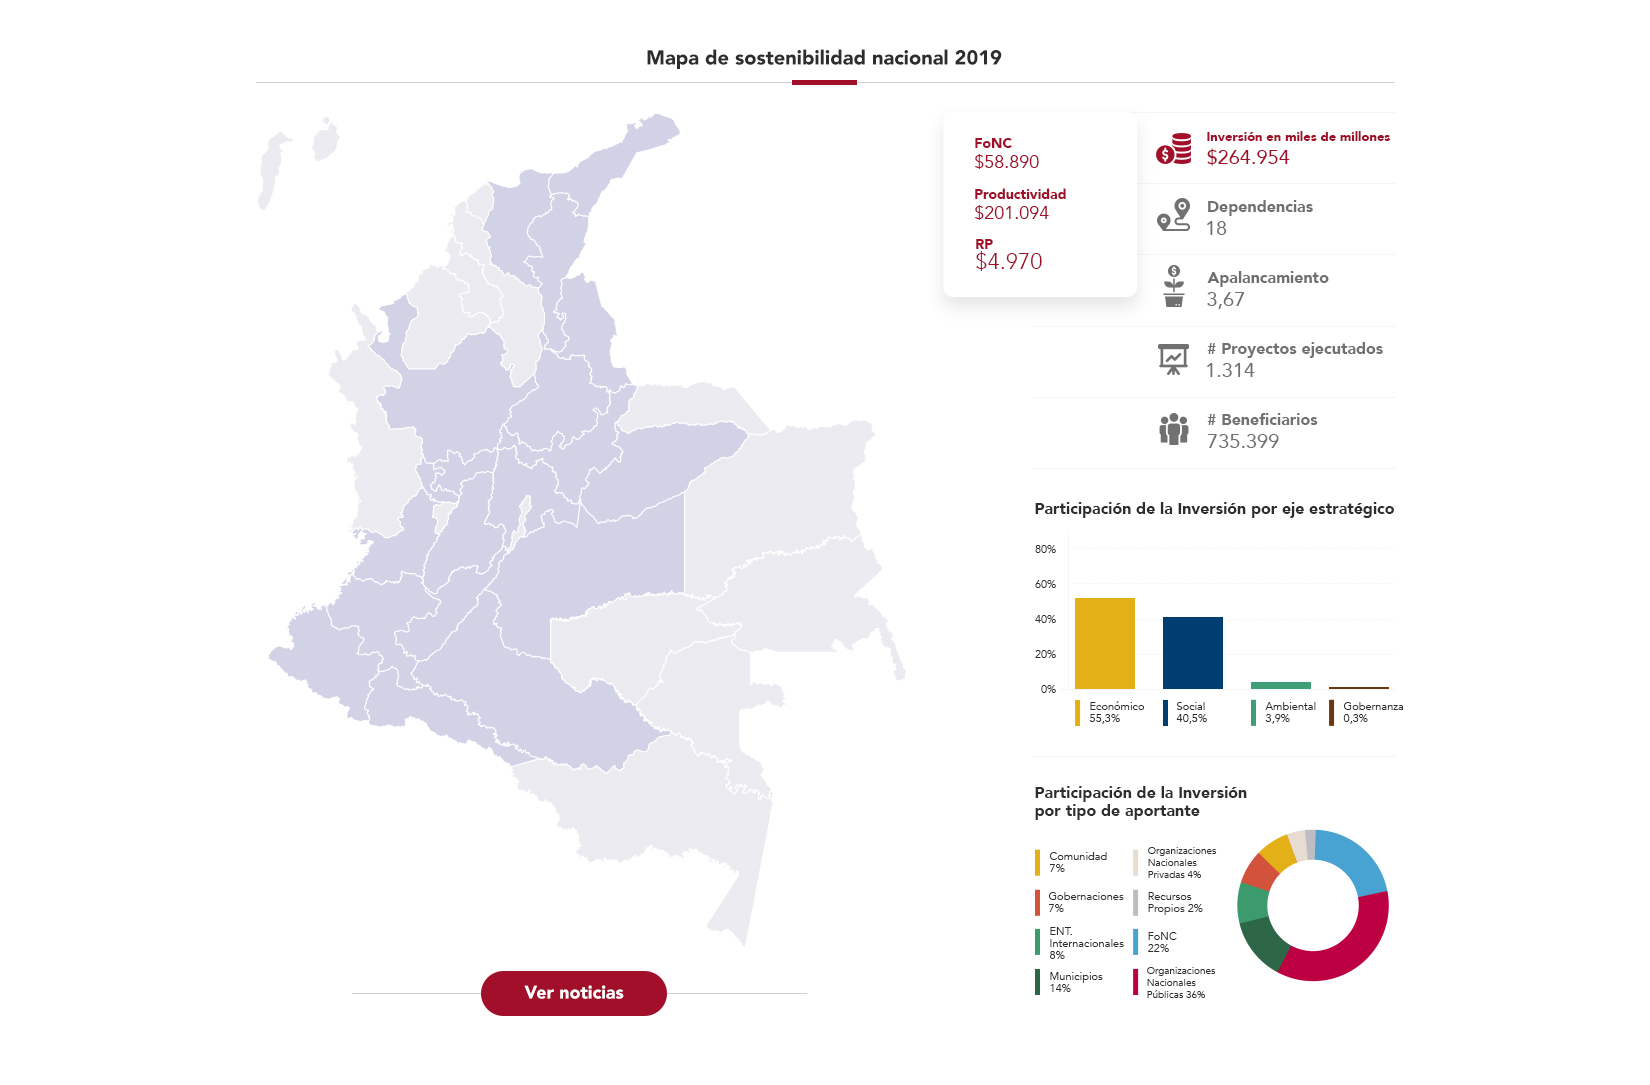 Mapa de sostenibilidad nacional 2019
FoNC
$58.890
Productividad
$201.094
RP
$4.970
Inversión en miles de millones
$264.954
Dependencias
18
Apalancamiento
3,67
# Proyectos ejecutados
1.314
# Beneficiarios
735.399
Participación de la Inversión por eje estratégico
80%
60%
40%
20%
0%
Económico
55,3%
Social
40,5%
Ambiental
3,9%
Gobernanza
0,3%
Participación de la Inversión
por tipo de aportante
Comunidad
7%
Gobernaciones
7%
ENT.
Internacionales
8%
Municipios
14%
Organizaciones
Nacionales
Privadas 4%
Recursos
Propios 2%
FoNC
22%
Organizaciones
Nacionales
Públicas 36%
Ver noticias